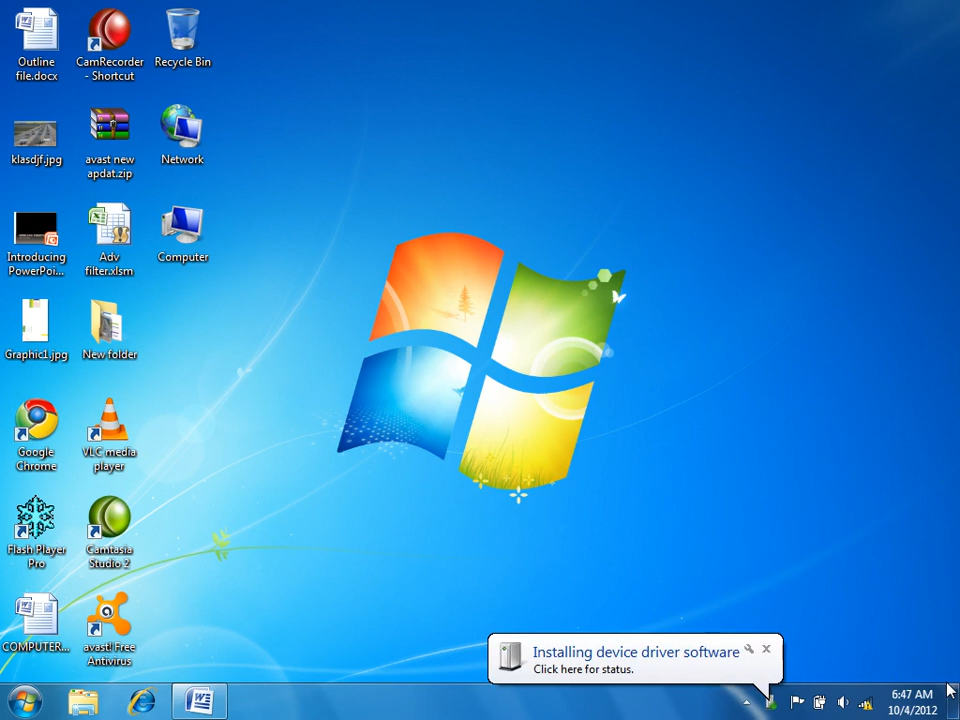 Outline
file.docx
CamRecorder
- Shortcut
Recycle Bin
klasdjf.jpg
avast new
apdat.zip
Network
Introducing
PowerPoi...
Adv
filter.xlsm
Computer
Graphic1.jpg
New folder
Google
Chrome
VLC media
player
Flash Player
Pro
Camtasia
Studio 2
COMPUTER...
avast! Free
Antivirus
Installing device driver software
Click here for status.
6:47 AM
10/4/2012